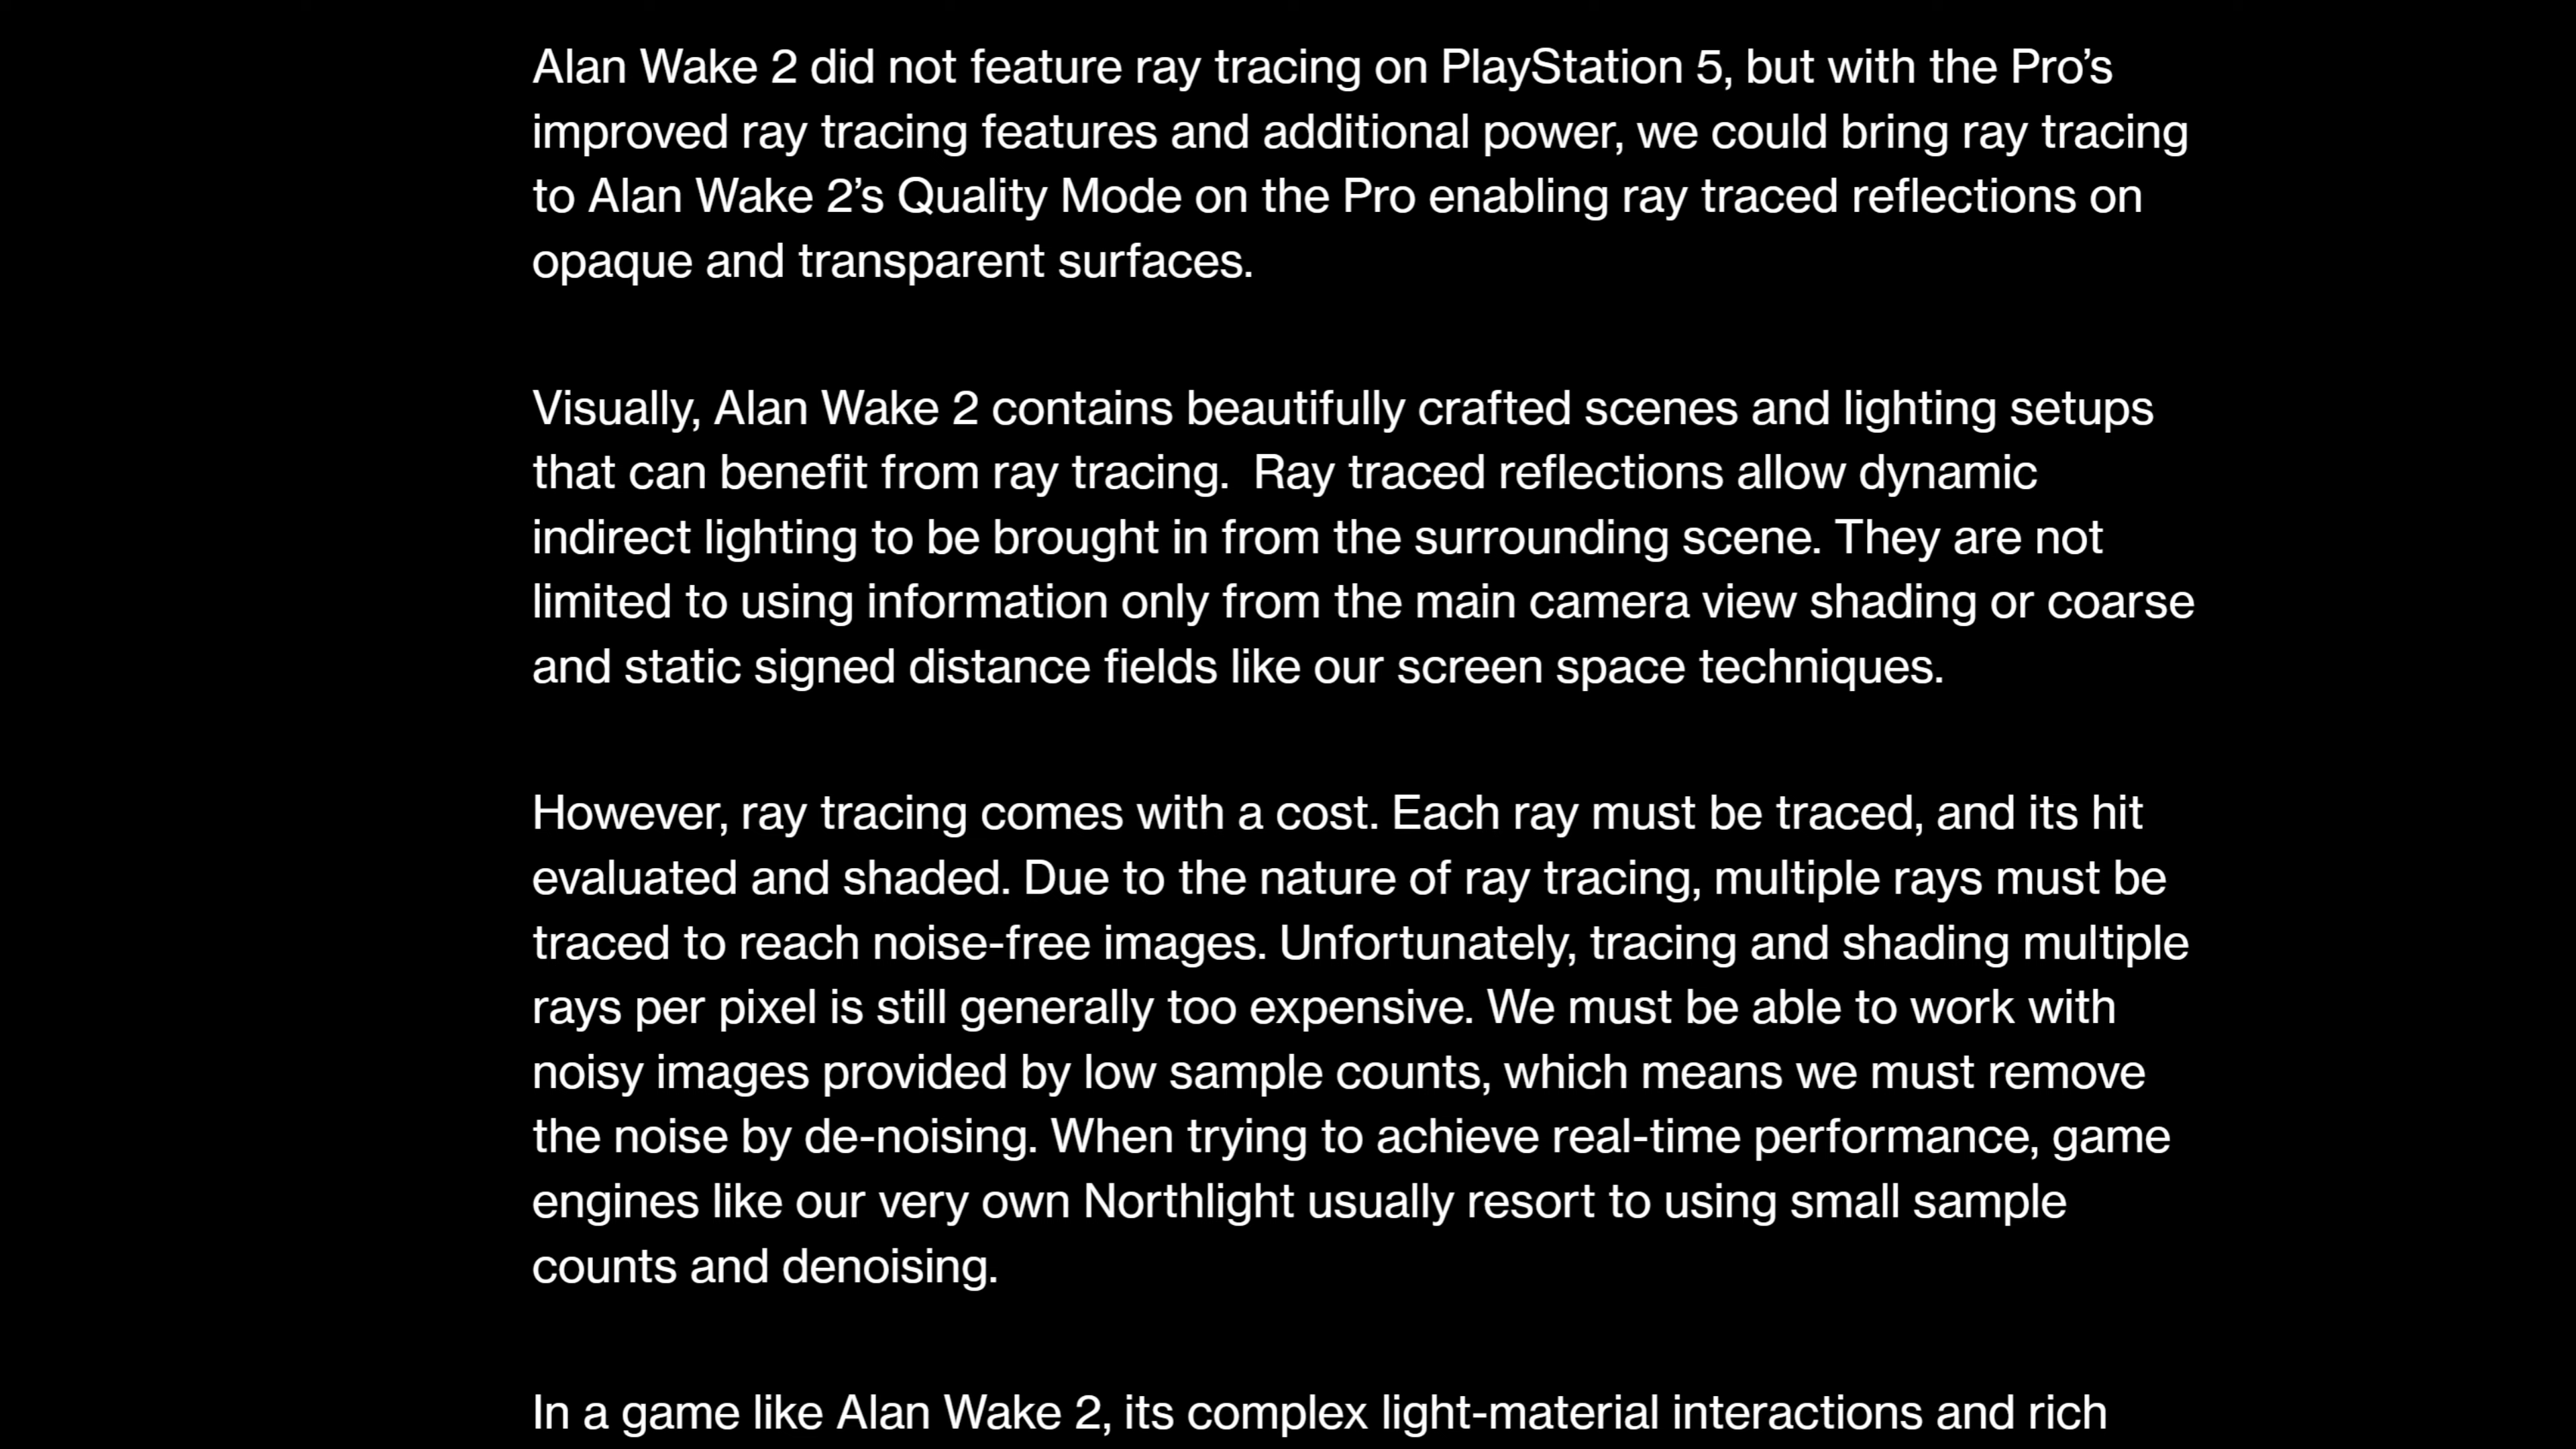 Alan Wake 2 did not feature ray tracing on PlayStation 5, but with the Pro’s
improved ray tracing features and additional power, we could bring ray tracing
to Alan Wake 2’s Quality Mode on the Pro enabling ray traced reflections on
opaque and transparent surfaces.
Visually, Alan Wake 2 contains beautifully crafted scenes and lighting setups
that can benefit from ray tracing.  Ray traced reflections allow dynamic
indirect lighting to be brought in from the surrounding scene. They are not
limited to using information only from the main camera view shading or coarse
and static signed distance fields like our screen space techniques.
However, ray tracing comes with a cost. Each ray must be traced, and its hit
evaluated and shaded. Due to the nature of ray tracing, multiple rays must be
traced to reach noise-free images. Unfortunately, tracing and shading multiple
rays per pixel is still generally too expensive. We must be able to work with
noisy images provided by low sample counts, which means we must remove
the noise by de-noising. When trying to achieve real-time performance, game
engines like our very own Northlight usually resort to using small sample
counts and denoising.
In a game like Alan Wake 2, its complex light-material interactions and rich